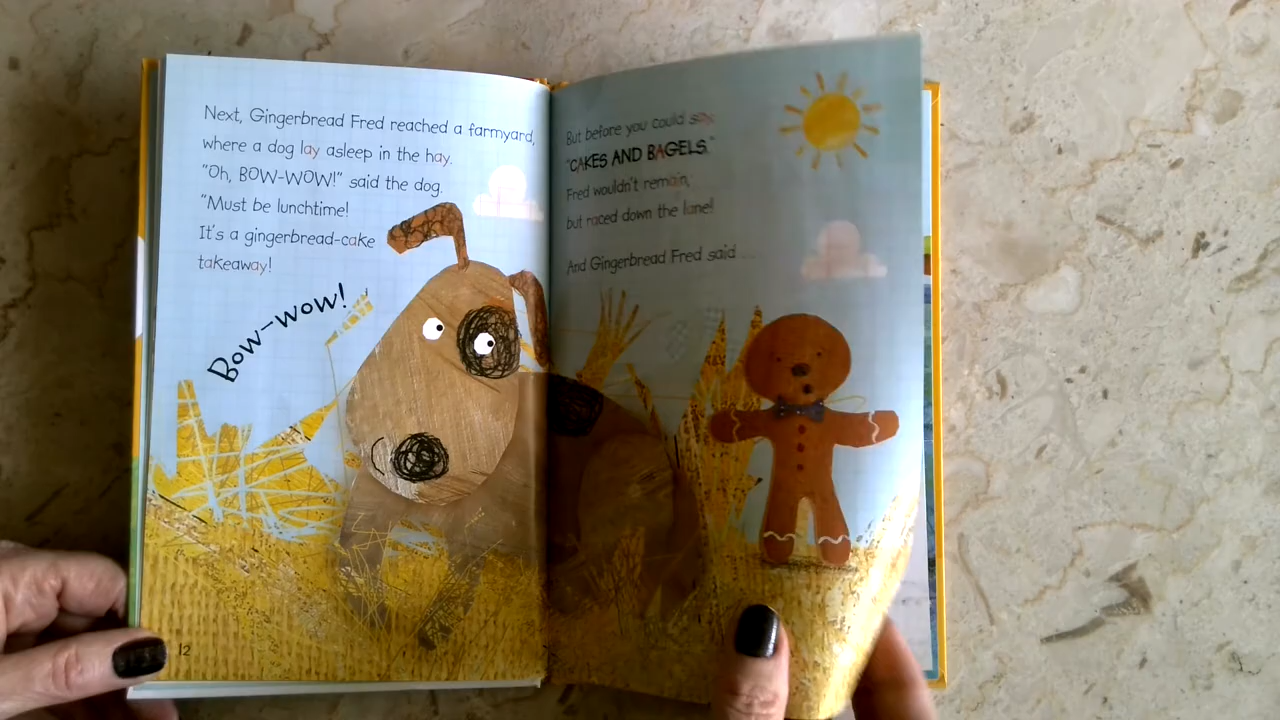 Next, Gingerbread Fred reached a farmyard,
where a dog lay asleep in the hay.
"Oh, BOW-WOW!" said the dog.
"Must be lunchtime!
It's a gingerbread-cake
takeaway!
Bow-wow!
12
But before you could say
"CAKES AND BAGELS,"
Fred wouldn't remain,
but raced down the lane!
And Gingerbread Fred said . . .